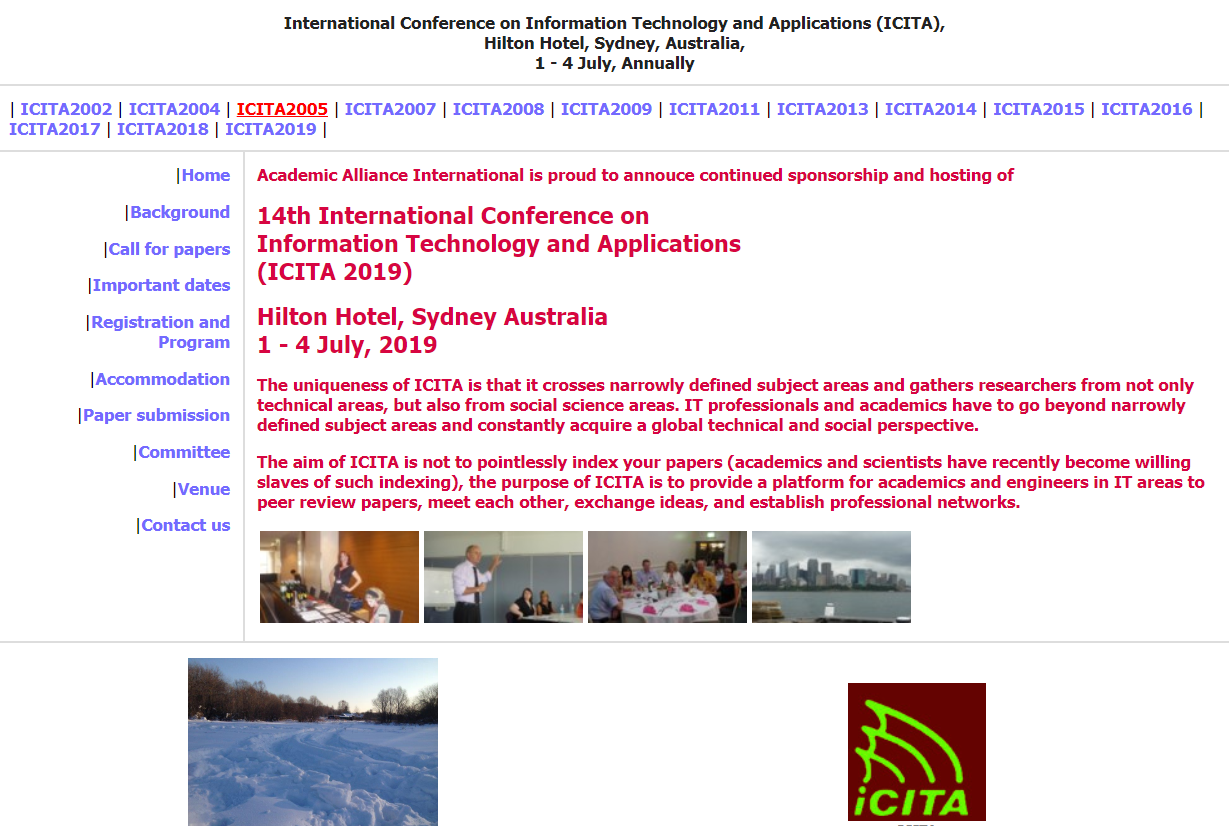 International Conference on Information Technology and Applications (ICITA),
Hilton Hotel, Sydney, Australia,
1 - 4 July, Annually
| ICITA2002 | ICITA2004 | ICITA2005 | ICITA2007 | ICITA2008 | ICITA2009 | ICITA2011 | ICITA2013 | ICITA2014 | ICITA2015 | ICITA2016 |
ICITA2017 | ICITA2018 | ICITA2019 |
|Home
|Background
|Call for papers
|Important dates
|Registration and
Program
|Accommodation
|Paper submission
|Committee
|Venue
|Contact us
Academic Alliance International is proud to annouce continued sponsorship and hosting of
14th International Conference on
Information Technology and Applications
(ICITA 2019)
Hilton Hotel, Sydney Australia
1 - 4 July, 2019
The uniqueness of ICITA is that it crosses narrowly defined subject areas and gathers researchers from not only
technical areas, but also from social science areas. IT professionals and academics have to go beyond narrowly
defined subject areas and constantly acquire a global technical and social perspective.
The aim of ICITA is not to pointlessly index your papers (academics and scientists have recently become willing
slaves of such indexing), the purpose of ICITA is to provide a platform for academics and engineers in IT areas to
peer review papers, meet each other, exchange ideas, and establish professional networks.
iCITA